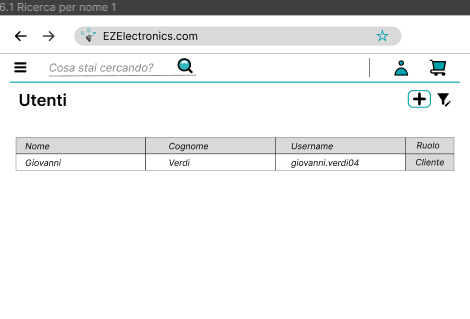 6.1 Ricerca per nome 1
EZElectronics.com
Cosa stai cercando?
Utenti
Nome Cognome Username Ruolo
Giovanni Verdi giovanni.verdi04 Cliente